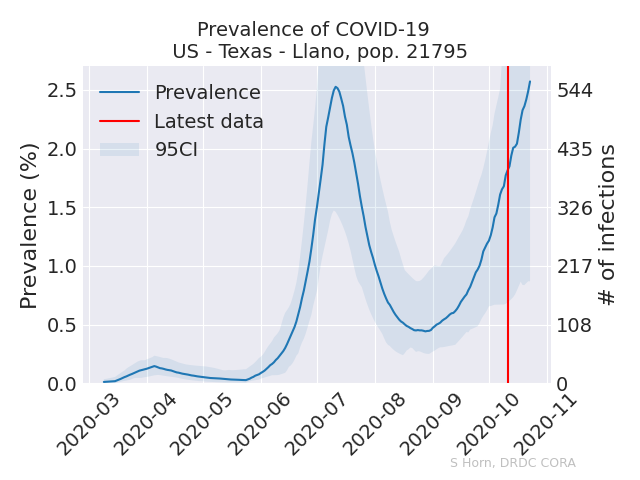 Prevalence of COVID-19
US - Texas - Llano, pop. 21795
Prevalence
Latest data
95CI
Prevalence (%)
2.5
2.0
1.5
1.0
0.5
0.0
544
435
326
217
108
0
# of infections
2020-03
2020-04
2020-05
2020-06
2020-07
2020-08
2020-09
2020-10
2020-11
S Horn, DRDC CORA